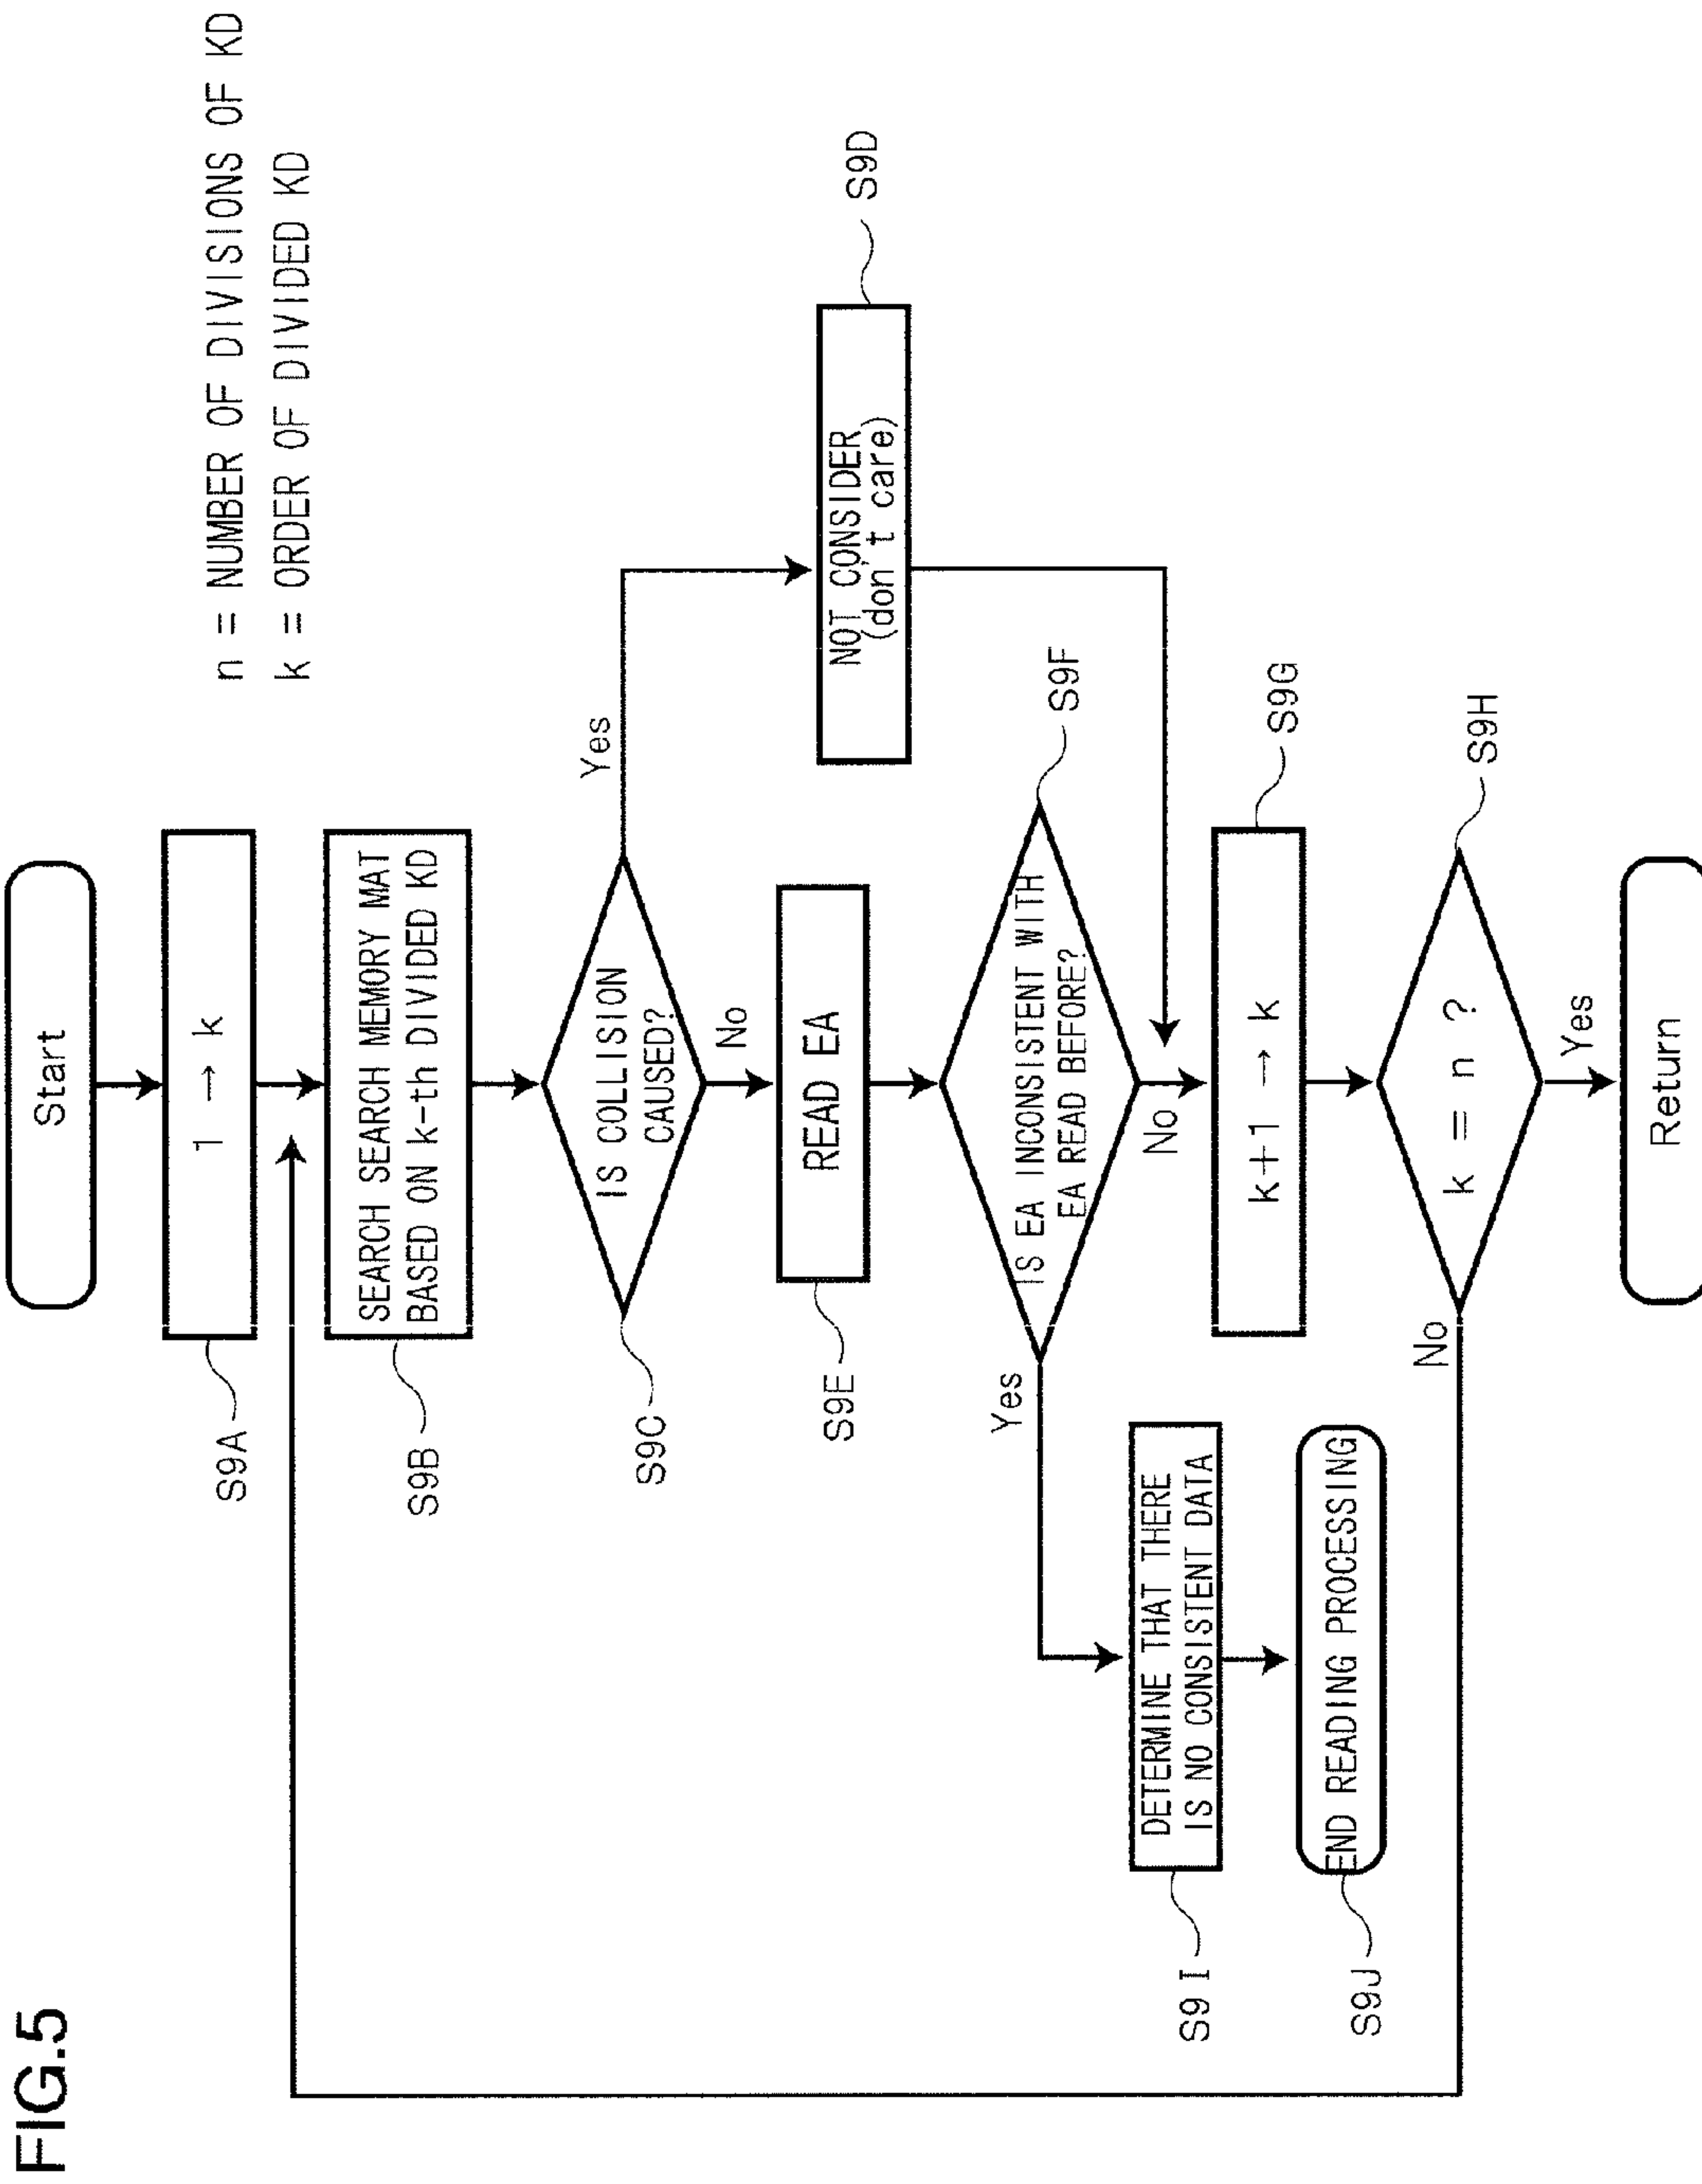 FIG.5
n = NUMBER OF DIVISIONS OF KD
k = ORDER OF DIVIDED KD
Start
S9A
1 → k
S9B
SEARCH SEARCH MEMORY MAT
BASED ON k-th DIVIDED KD
S9C
IS COLLISION
CAUSED?
Yes
No
S9D
NOT CONSIDER
(don't care)
S9E
READ EA
S9F
IS EA INCONSISTENT WITH
EA READ BEFORE?
Yes
No
S9I
DETERMINE THAT THERE
IS NO CONSISTENT DATA
S9G
k+1 → k
S9J
END READING PROCESSING
S9H
k = n ?
No
Yes
Return